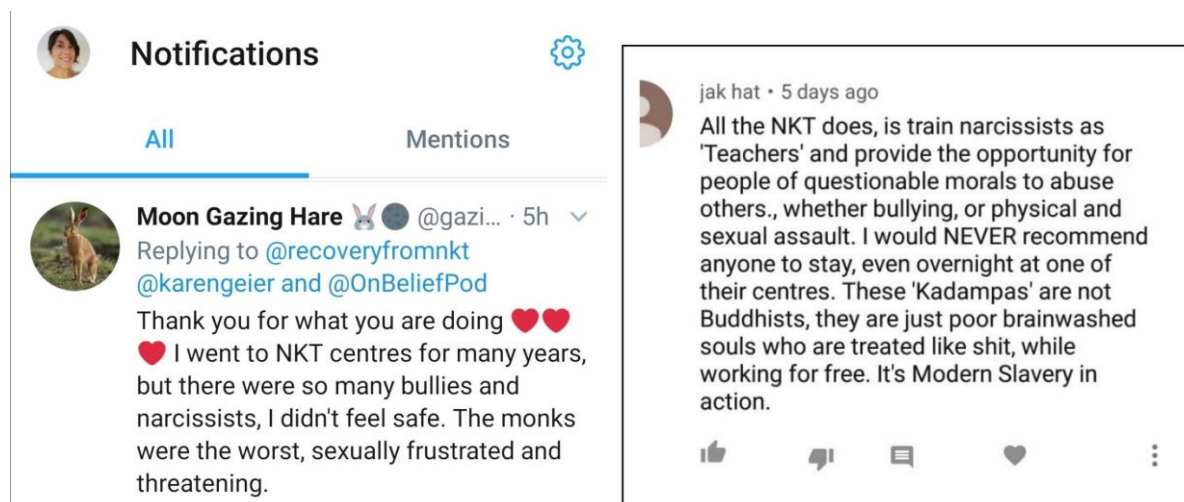 Notifications
All Mentions
Moon Gazing Hare 🐰🌑 @gazi... · 5h
Replying to @recoveryfromnkt
@karengeier and @OnBeliefPod
Thank you for what you are doing ❤️❤️
❤️ I went to NKT centres for many years,
but there were so many bullies and
narcissists, I didn't feel safe. The monks
were the worst, sexually frustrated and
threatening.
jak hat • 5 days ago
All the NKT does, is train narcissists as
'Teachers' and provide the opportunity for
people of questionable morals to abuse
others., whether bullying, or physical and
sexual assault. I would NEVER recommend
anyone to stay, even overnight at one of
their centres. These 'Kadampas' are not
Buddhists, they are just poor brainwashed
souls who are treated like shit, while
working for free. It's Modern Slavery in
action.